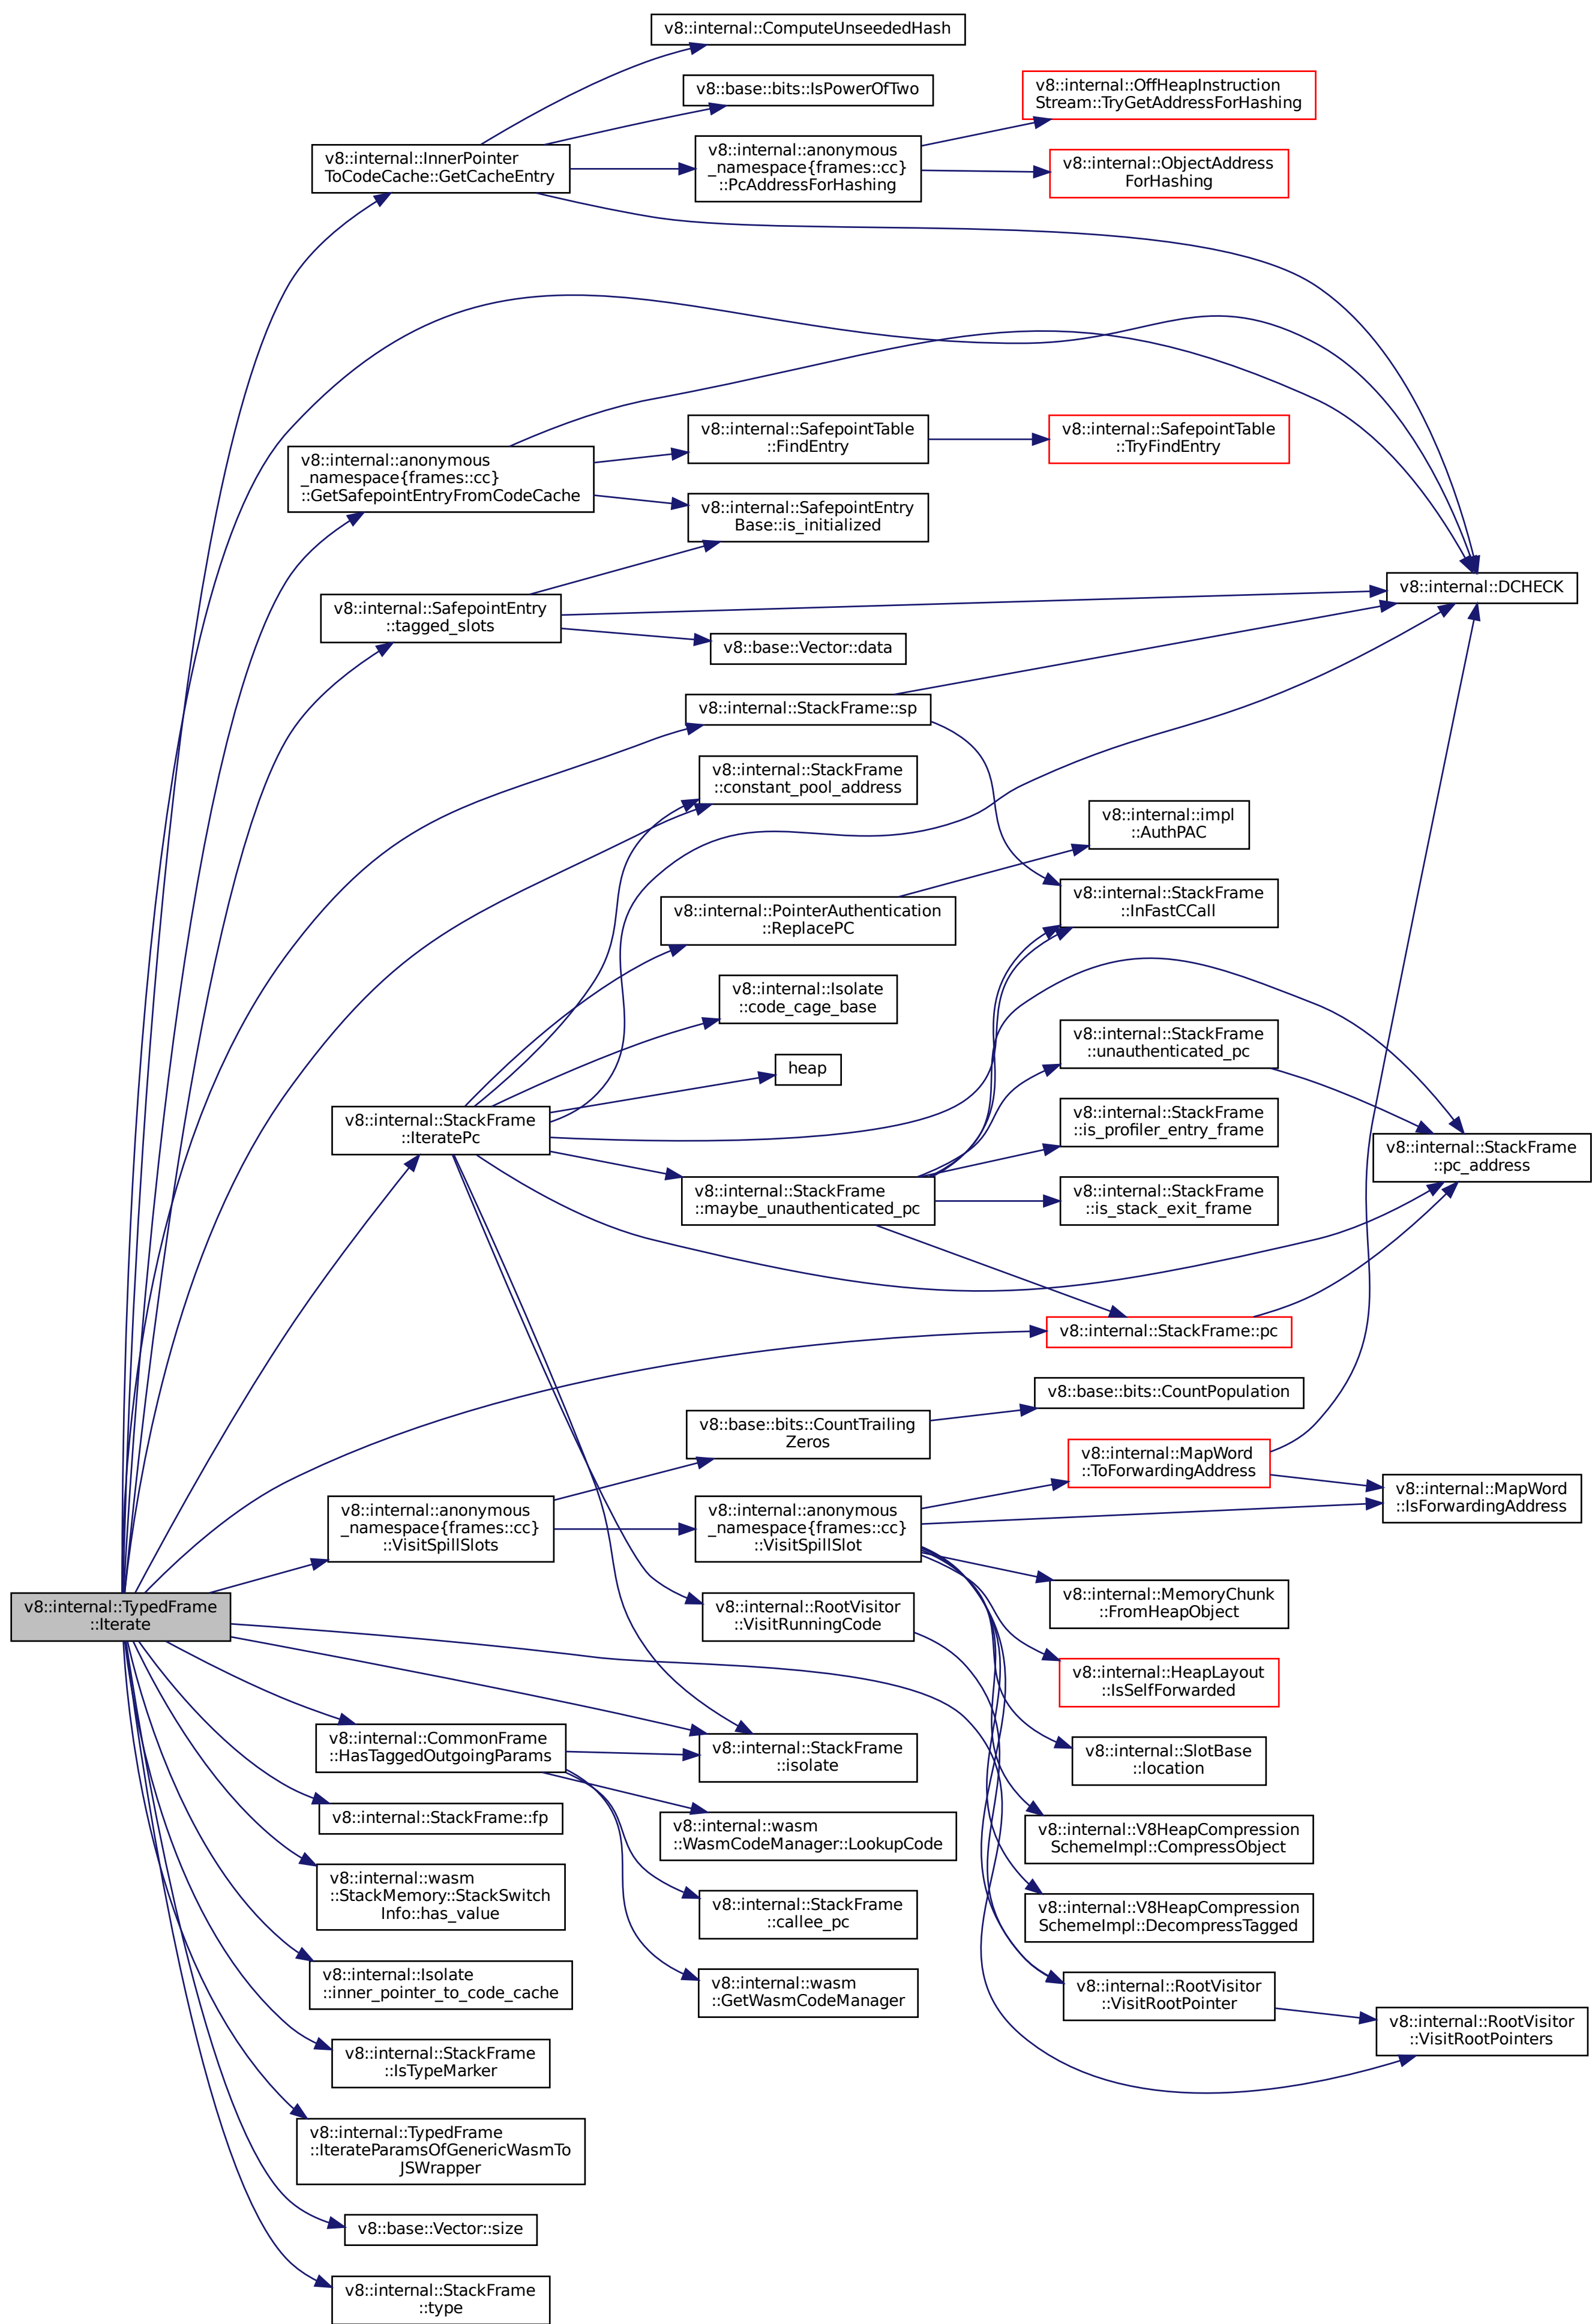 v8::internal::ComputeUnseededHash
v8::base::bits::IsPowerOfTwo
v8::internal::OffHeapInstruction
Stream::TryGetAddressForHashing
v8::internal::InnerPointer
ToCodeCache::GetCacheEntry
v8::internal::anonymous
_namespace{frames::cc}
::PcAddressForHashing
v8::internal::ObjectAddress
ForHashing
v8::internal::anonymous
_namespace{frames::cc}
::GetSafepointEntryFromCodeCache
v8::internal::SafepointTable
::FindEntry
v8::internal::SafepointTable
::TryFindEntry
v8::internal::SafepointEntry
Base::is_initialized
v8::internal::DCHECK
v8::internal::SafepointEntry
::tagged_slots
v8::base::Vector::data
v8::internal::StackFrame::sp
v8::internal::StackFrame
::constant_pool_address
v8::internal::impl
::AuthPAC
v8::internal::StackFrame
::InFastCCall
v8::internal::PointerAuthentication
::ReplacePC
v8::internal::Isolate
::code_cage_base
v8::internal::StackFrame
::unauthenticated_pc
heap
v8::internal::StackFrame
::IteratePc
v8::internal::StackFrame
::is_profiler_entry_frame
v8::internal::StackFrame
::pc_address
v8::internal::StackFrame
::maybe_unauthenticated_pc
v8::internal::StackFrame
::is_stack_exit_frame
v8::internal::StackFrame::pc
v8::base::bits::CountPopulation
v8::base::bits::CountTrailing
Zeros
v8::internal::MapWord
::ToForwardingAddress
v8::internal::MapWord
::IsForwardingAddress
v8::internal::anonymous
_namespace{frames::cc}
::VisitSpillSlots
v8::internal::anonymous
_namespace{frames::cc}
::VisitSpillSlot
v8::internal::MemoryChunk
::FromHeapObject
v8::internal::TypedFrame
::Iterate
v8::internal::RootVisitor
::VisitRunningCode
v8::internal::HeapLayout
::IsSelfForwarded
v8::internal::CommonFrame
::HasTaggedOutgoingParams
v8::internal::StackFrame
::isolate
v8::internal::SlotBase
::location
v8::internal::StackFrame::fp
v8::internal::wasm
::WasmCodeManager::LookupCode
v8::internal::V8HeapCompression
SchemeImpl::CompressObject
v8::internal::wasm
::StackMemory::StackSwitch
Info::has_value
v8::internal::StackFrame
::callee_pc
v8::internal::V8HeapCompression
SchemeImpl::DecompressTagged
v8::internal::Isolate
::inner_pointer_to_code_cache
v8::internal::wasm
::GetWasmCodeManager
v8::internal::RootVisitor
::VisitRootPointer
v8::internal::RootVisitor
::VisitRootPointers
v8::internal::StackFrame
::IsTypeMarker
v8::internal::TypedFrame
::IterateParamsOfGenericWasmTo
JSWrapper
v8::base::Vector::size
v8::internal::StackFrame
::type